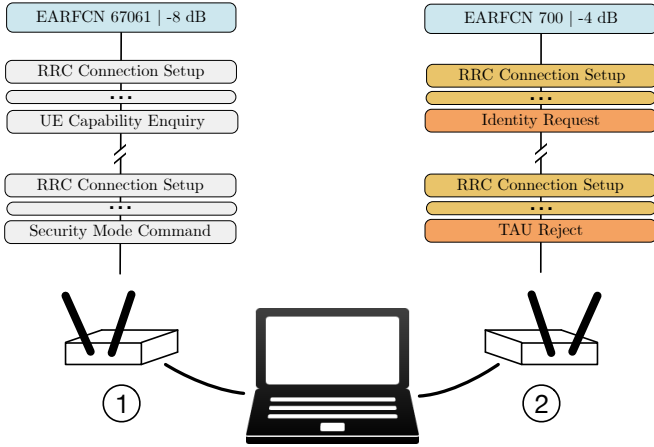 EARFCN 67061 | -8 dB
RRC Connection Setup
...
UE Capability Enquiry
RRC Connection Setup
...
Security Mode Command
1
EARFCN 700 | -4 dB
RRC Connection Setup
...
Identity Request
RRC Connection Setup
...
TAU Reject
2